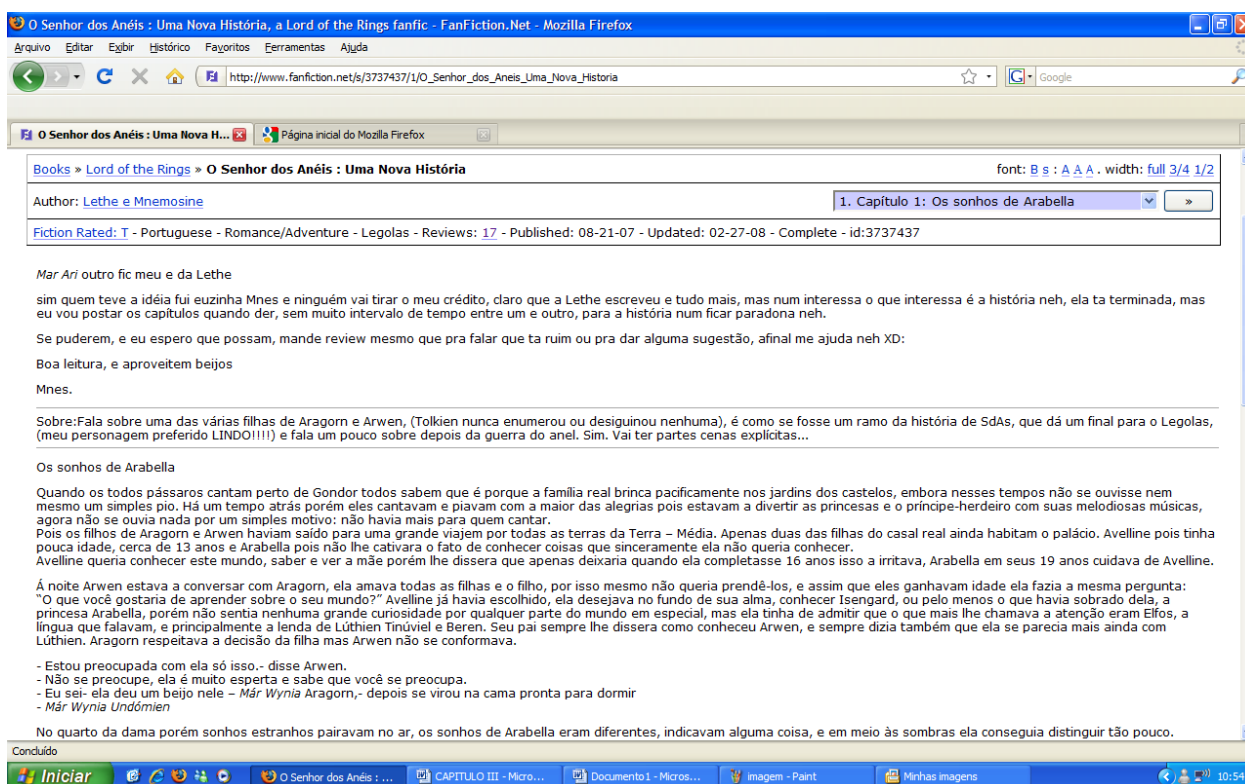 O Senhor dos Anéis : Uma Nova História, a Lord of the Rings fanfic - FanFiction.Net - Mozilla Firefox
Arquivo Editar Exibir Histórico Favoritos Ferramentas Ajuda
http://www.fanfiction.net/s/3737437/1/O_Senhor_dos_Aneis_Uma_Nova_Historia G Google
O Senhor dos Anéis : Uma Nova H... Página inicial do Mozilla Firefox
Books » Lord of the Rings » O Senhor dos Anéis : Uma Nova História font: B s : A A A . width: full 3/4 1/2
Author: Lethe e Mnemosine 1. Capítulo 1: Os sonhos de Arabella »
Fiction Rated: T - Portuguese - Romance/Adventure - Legolas - Reviews: 17 - Published: 08-21-07 - Updated: 02-27-08 - Complete - id:3737437
Mar Ari outro fic meu e da Lethe
sim quem teve a idéia fui euzinha Mnes e ninguém vai tirar o meu crédito, claro que a Lethe escreveu e tudo mais, mas num interessa o que interessa é a história neh, ela ta terminada, mas
eu vou postar os capítulos quando der, sem muito intervalo de tempo entre um e outro, para a história num ficar paradona neh.
Se puderem, e eu espero que possam, mande review mesmo que pra falar que ta ruim ou pra dar alguma sugestão, afinal me ajuda neh XD:
Boa leitura, e aproveitem beijos
Mnes.
Sobre:Fala sobre uma das várias filhas de Aragorn e Arwen, (Tolkien nunca enumerou ou desiguinou nenhuma), é como se fosse um ramo da história de SdAs, que dá um final para o Legolas,
(meu personagem preferido LINDO!!!!) e fala um pouco sobre depois da guerra do anel. Sim. Vai ter partes cenas explícitas...
Os sonhos de Arabella
Quando os todos pássaros cantam perto de Gondor todos sabem que é porque a família real brinca pacificamente nos jardins dos castelos, embora nesses tempos não se ouvisse nem
mesmo um simples pio. Há um tempo atrás porém eles cantavam e piavam com a maior das alegrias pois estavam a divertir as princesas e o príncipe-herdeiro com suas melodiosas músicas,
agora não se ouvia nada por um simples motivo: não havia mais para quem cantar.
Pois os filhos de Aragorn e Arwen haviam saído para uma grande viajem por todas as terras da Terra – Média. Apenas duas das filhas do casal real ainda habitam o palácio. Avelline pois tinha
pouca idade, cerca de 13 anos e Arabella pois não lhe cativara o fato de conhecer coisas que sinceramente ela não queria conhecer.
Avelline queria conhecer este mundo, saber e ver a mãe porém lhe dissera que apenas deixaria quando ela completasse 16 anos isso a irritava, Arabella em seus 19 anos cuidava de Avelline.
Á noite Arwen estava a conversar com Aragorn, ela amava todas as filhas e o filho, por isso mesmo não queria prendê-los, e assim que eles ganhavam idade ela fazia a mesma pergunta:
"O que você gostaria de aprender sobre o seu mundo?" Avelline já havia escolhido, ela desejava no fundo de sua alma, conhecer Isengard, ou pelo menos o que havia sobrado dela, a
princesa Arabella, porém não sentia nenhuma grande curiosidade por qualquer parte do mundo em especial, mas ela tinha de admitir que o que mais lhe chamava a atenção eram Elfos, a
língua que falavam, e principalmente a lenda de Lúthien Tinúviel e Beren. Seu pai sempre lhe dissera como conheceu Arwen, e sempre dizia também que ela se parecia mais ainda com
Lúthien. Aragorn respeitava a decisão da filha mas Arwen não se conformava.
- Estou preocupada com ela só isso.- disse Arwen.
- Não se preocupe, ela é muito esperta e sabe que você se preocupa.
- Eu sei- ela deu um beijo nele – Már Wynia Aragorn,- depois se virou na cama pronta para dormir
- Már Wynia Undómien
No quarto da dama porém sonhos estranhos pairavam no ar, os sonhos de Arabella eram diferentes, indicavam alguma coisa, e em meio às sombras ela conseguia distinguir tão pouco.
Concluído
Iniciar O Senhor dos Anéis : ... CAPITULO III - Micro... Documento1 - Micros... imagem - Paint Minhas imagens 10:54